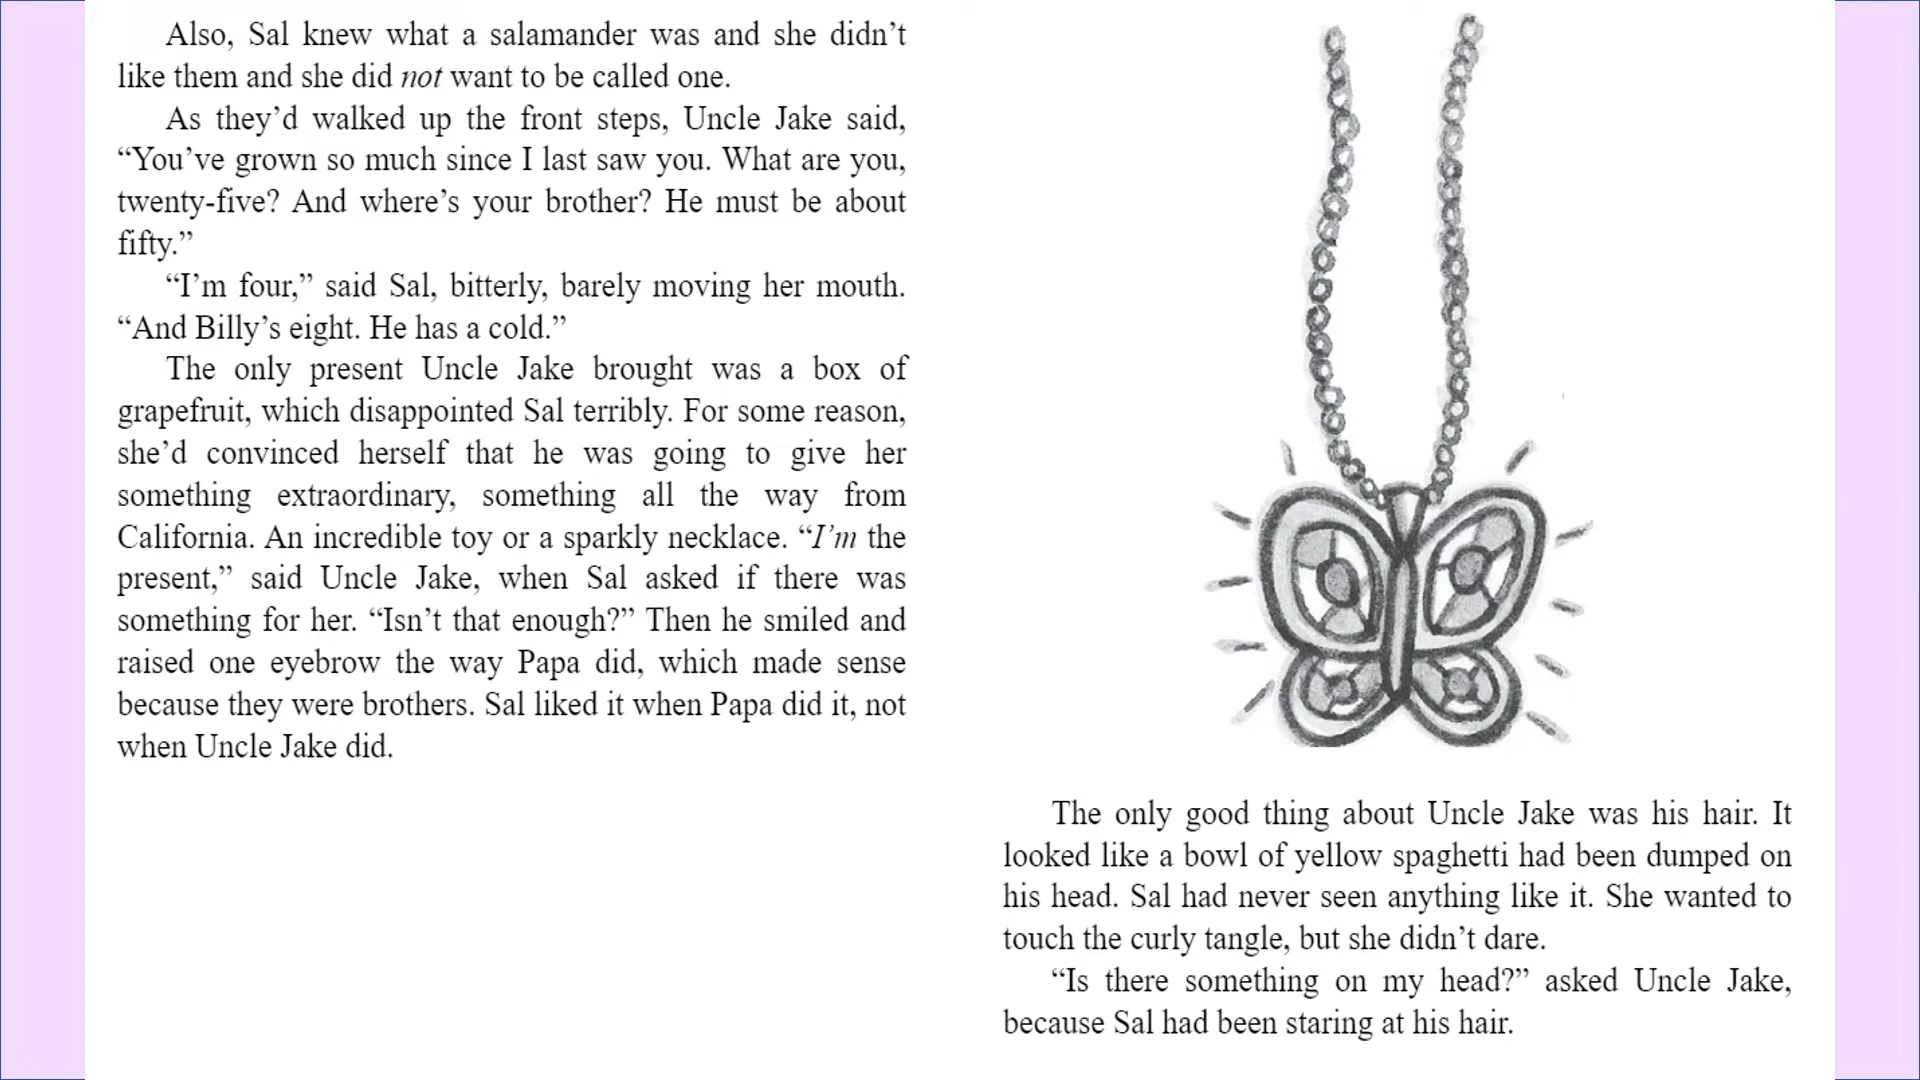 Also, Sal knew what a salamander was and she didn’t
like them and she did not want to be called one.
As they’d walked up the front steps, Uncle Jake said,
“You’ve grown so much since I last saw you. What are you,
twenty-five? And where’s your brother? He must be about
fifty.”
“I’m four,” said Sal, bitterly, barely moving her mouth.
“And Billy’s eight. He has a cold.”
The only present Uncle Jake brought was a box of
grapefruit, which disappointed Sal terribly. For some reason,
she’d convinced herself that he was going to give her
something extraordinary, something all the way from
California. An incredible toy or a sparkly necklace. “I’m the
present,” said Uncle Jake, when Sal asked if there was
something for her. “Isn’t that enough?” Then he smiled and
raised one eyebrow the way Papa did, which made sense
because they were brothers. Sal liked it when Papa did it, not
when Uncle Jake did.
The only good thing about Uncle Jake was his hair. It
looked like a bowl of yellow spaghetti had been dumped on
his head. Sal had never seen anything like it. She wanted to
touch the curly tangle, but she didn’t dare.
“Is there something on my head?” asked Uncle Jake,
because Sal had been staring at his hair.